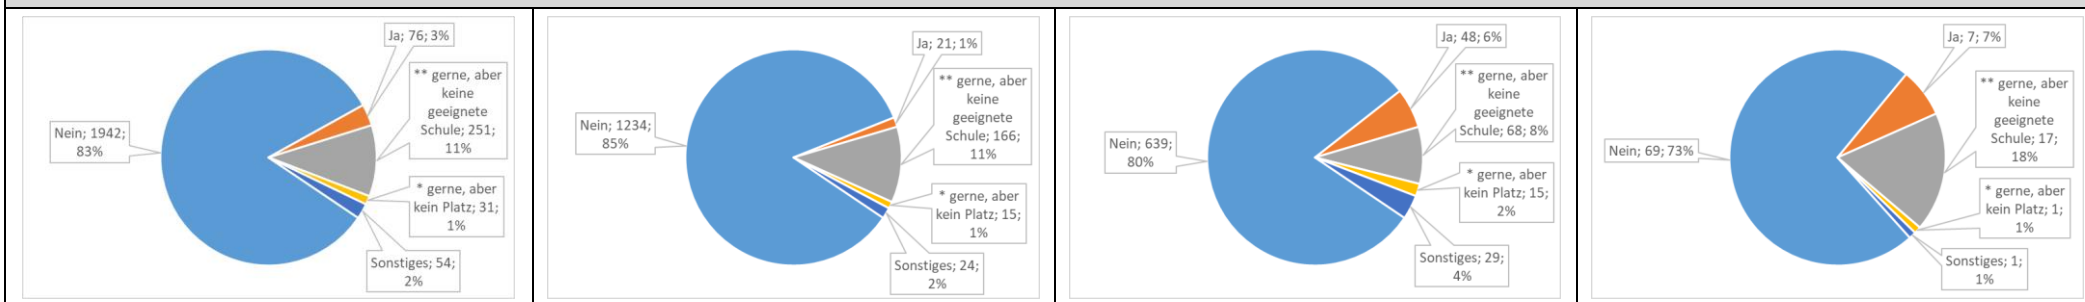 Ja; 76; 3%
** gerne, aber
keine
geeignete
Schule; 251;
11%
Nein; 1942;
83%
* gerne, aber
kein Platz; 31;
1%
Sonstiges; 54;
2%
Ja; 21; 1%
** gerne, aber
keine
geeignete
Schule; 166;
11%
Nein; 1234;
85%
* gerne, aber
kein Platz; 15;
1%
Sonstiges; 24;
2%
Ja; 48; 6%
** gerne, aber
keine
geeignete
Schule; 68; 8%
Nein; 639;
80%
* gerne, aber
kein Platz; 15;
2%
Sonstiges; 29;
4%
Ja; 7; 7%
** gerne, aber
keine
geeignete
Schule; 17;
18%
Nein; 69; 73%
* gerne, aber
kein Platz; 1;
1%
Sonstiges; 1;
1%